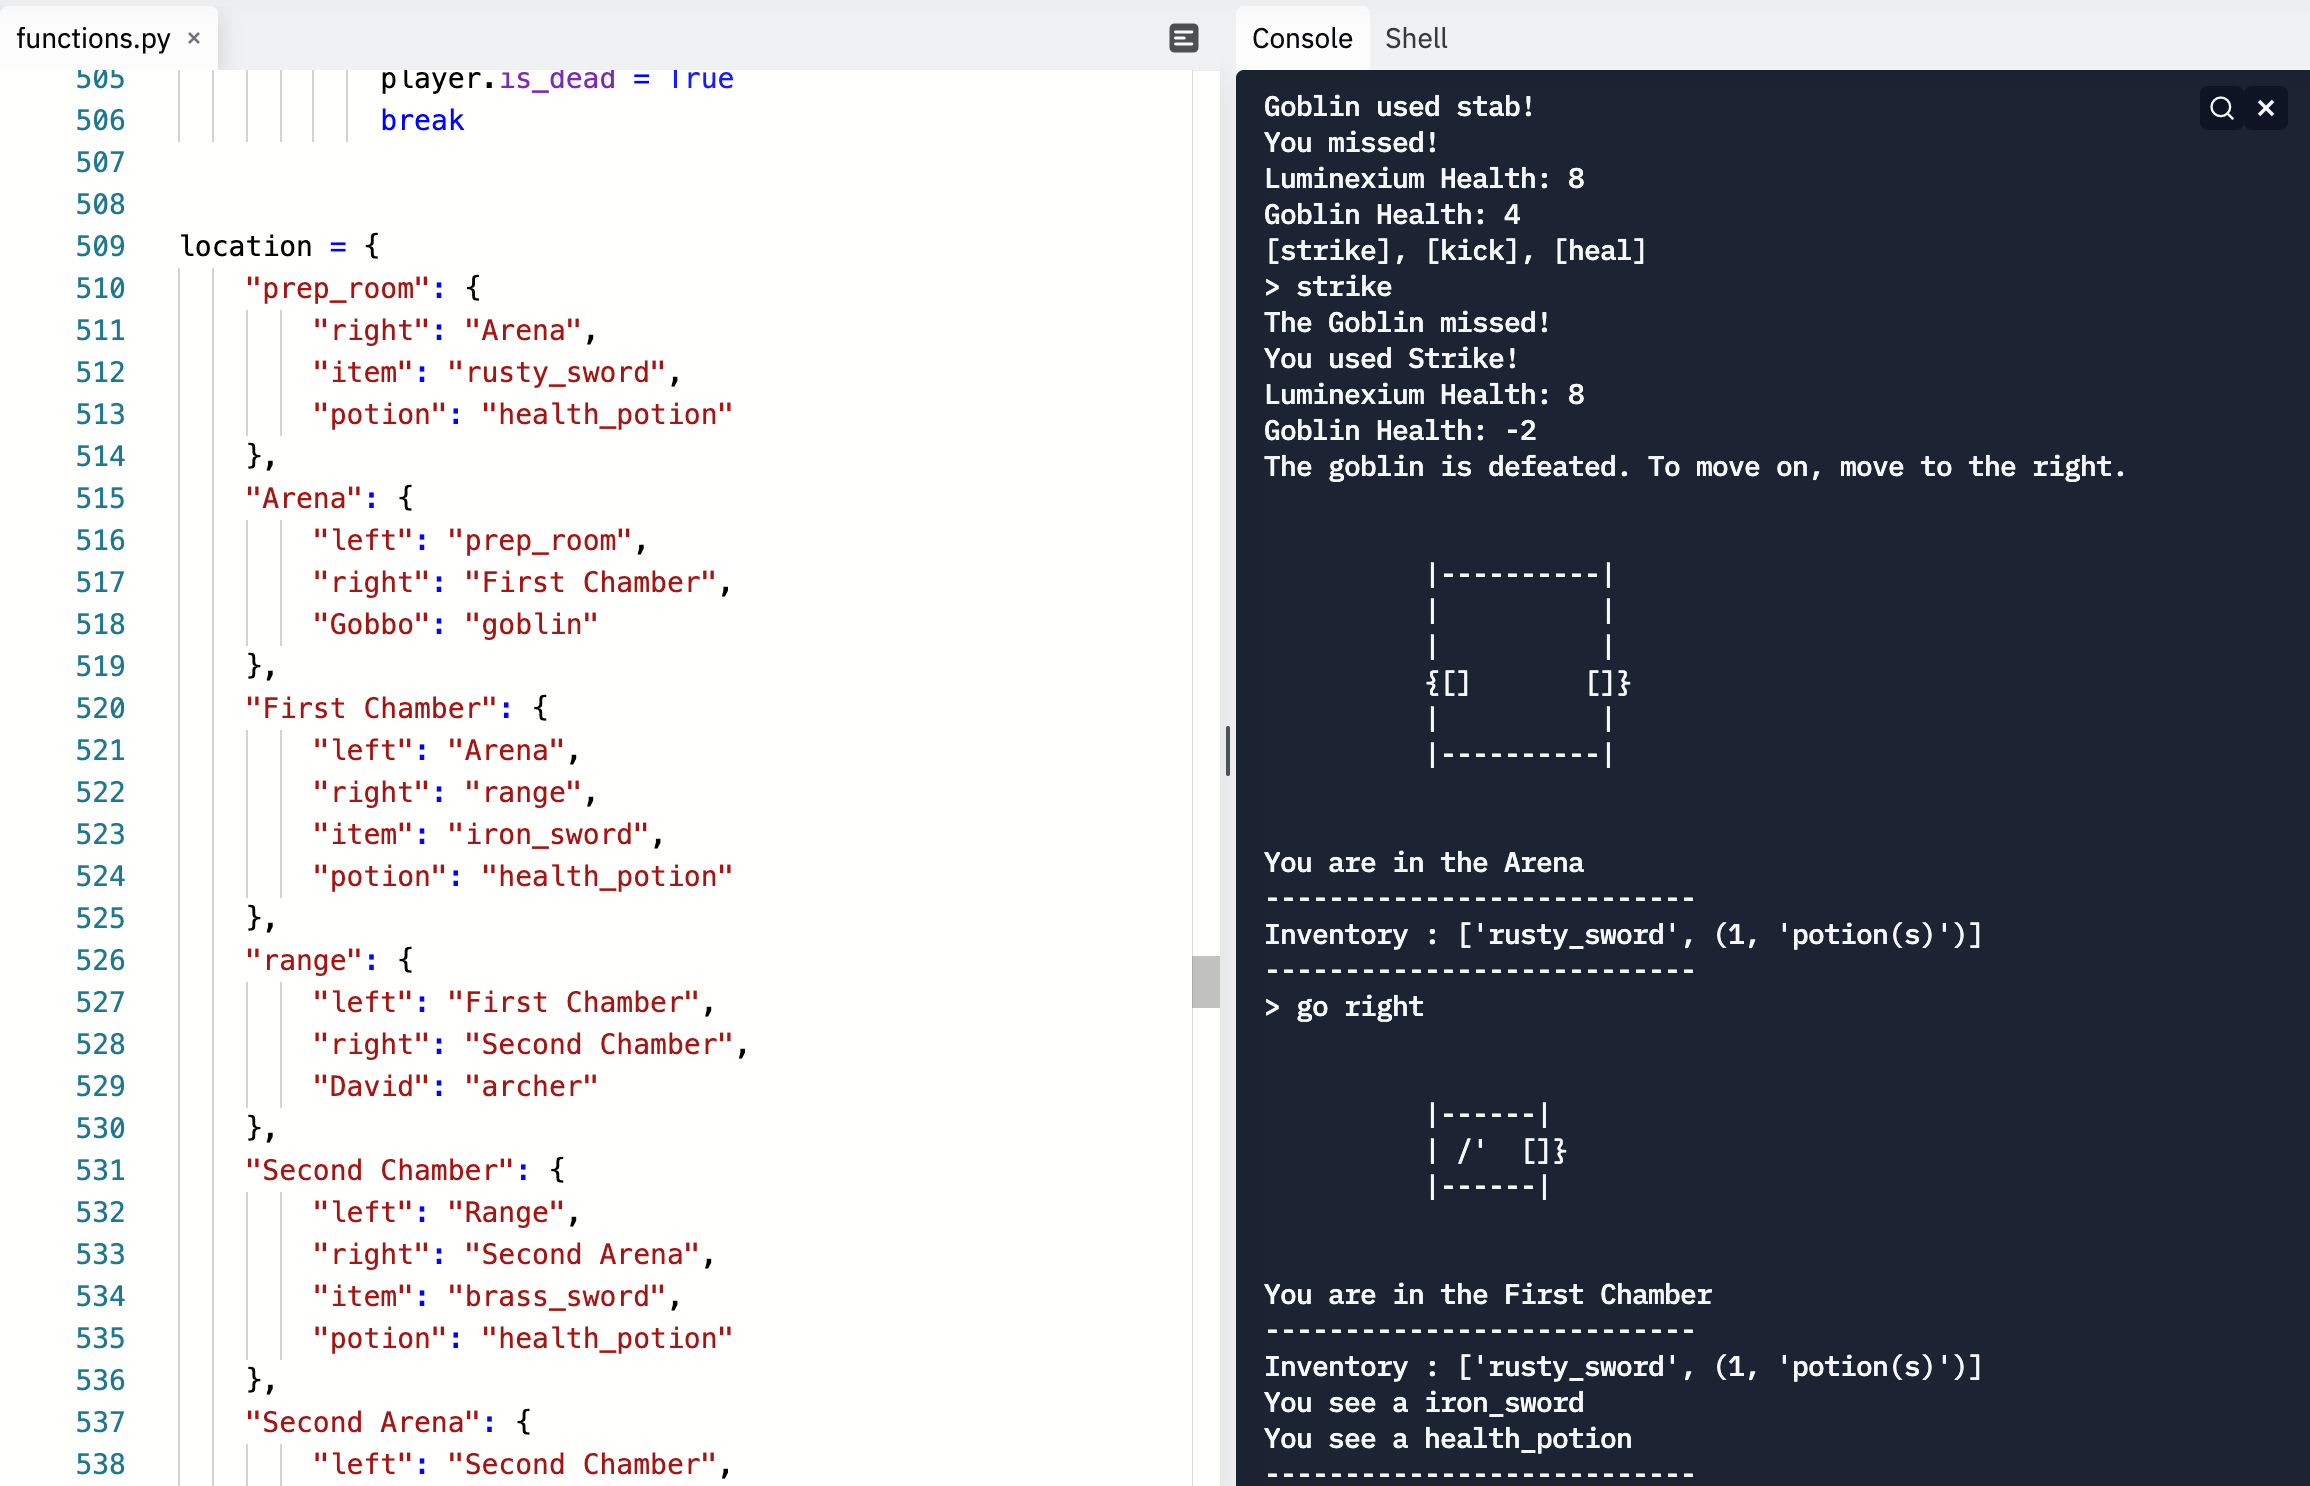 functions.py ×
505 player.is_dead = True
506 break
507
508
509 location = {
510 "prep_room": {
511 "right": "Arena",
512 "item": "rusty_sword",
513 "potion": "health_potion"
514 },
515 "Arena": {
516 "left": "prep_room",
517 "right": "First Chamber",
518 "Gobbo": "goblin"
519 },
520 "First Chamber": {
521 "left": "Arena",
522 "right": "range",
523 "item": "iron_sword",
524 "potion": "health_potion"
525 },
526 "range": {
527 "left": "First Chamber",
528 "right": "Second Chamber",
529 "David": "archer"
530 },
531 "Second Chamber": {
532 "left": "Range",
533 "right": "Second Arena",
534 "item": "brass_sword",
535 "potion": "health_potion"
536 },
537 "Second Arena": {
538 "left": "Second Chamber",
Console Shell
Goblin used stab!
You missed!
Luminexium Health: 8
Goblin Health: 4
[strike], [kick], [heal]
> strike
The Goblin missed!
You used Strike!
Luminexium Health: 8
Goblin Health: -2
The goblin is defeated. To move on, move to the right.
|----------|
|          |
|          |
{[]       []}
|          |
|----------|
You are in the Arena
---------------------------
Inventory : ['rusty_sword', (1, 'potion(s)')]
---------------------------
> go right
|------|
| /'  []}
|------|
You are in the First Chamber
---------------------------
Inventory : ['rusty_sword', (1, 'potion(s)')]
You see a iron_sword
You see a health_potion
---------------------------